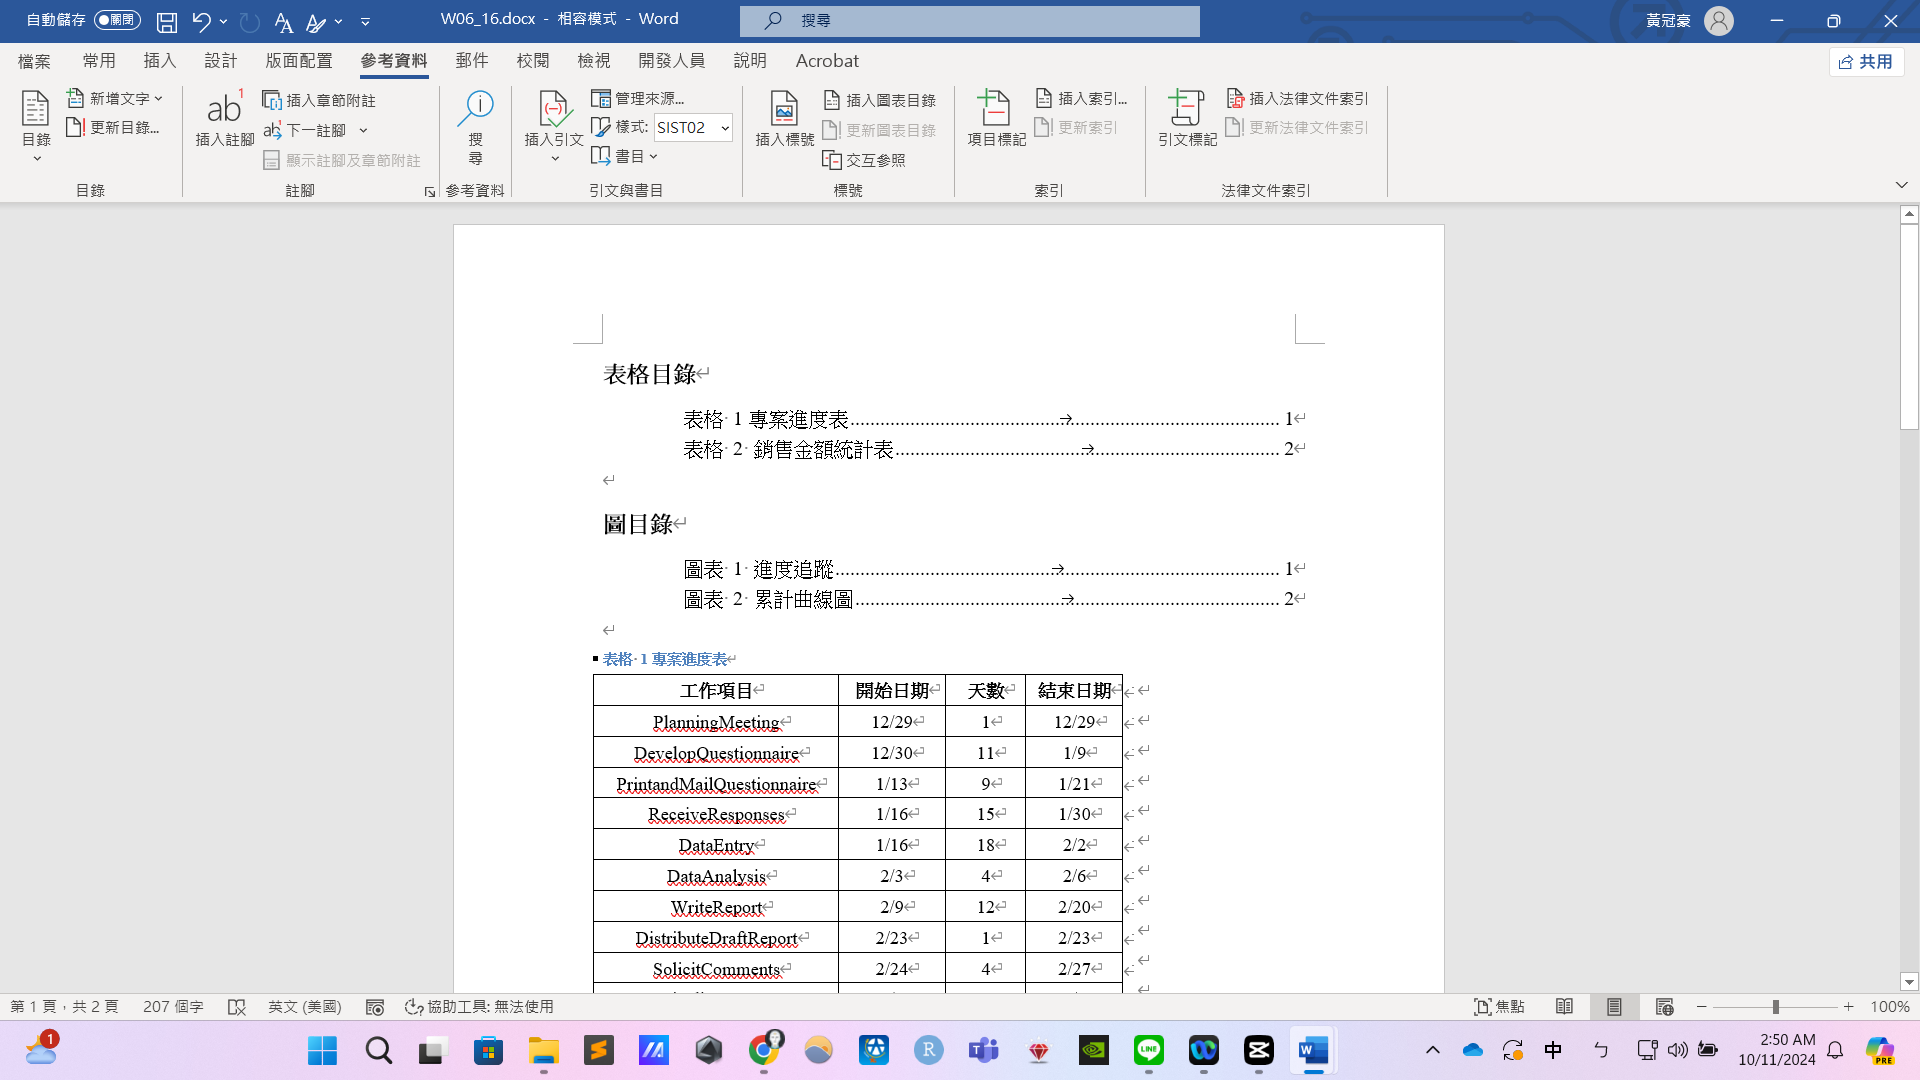 自動儲存 關閉 W06_16.docx - 相容模式 - Word 搜尋 黃冠豪
檔案 常用 插入 設計 版面配置 參考資料 郵件 校閱 檢視 開發人員 說明 Acrobat 共用
目錄
新增文字
更新目錄...
目錄
ab1
插入註腳
插入章節附註
下一註腳
顯示註腳及章節附註
註腳
搜尋
參考資料
插入引文
管理來源...
樣式: SIST02
書目
引文與書目
插入標號
插入圖表目錄
更新圖表目錄
交互參照
標號
項目標記
插入索引...
更新索引
索引
引文標記
插入法律文件索引
更新法律文件索引
法律文件索引
表格目錄
表格 1 專案進度表 1
表格 2 銷售金額統計表 2
圖目錄
圖表 1 進度追蹤 1
圖表 2 累計曲線圖 2
表格 1 專案進度表
工作項目 開始日期 天數 結束日期
PlanningMeeting 12/29 1 12/29
DevelopQuestionnaire 12/30 11 1/9
PrintandMailQuestionnaire 1/13 9 1/21
ReceiveResponses 1/16 15 1/30
DataEntry 1/16 18 2/2
DataAnalysis 2/3 4 2/6
WriteReport 2/9 12 2/20
DistributeDraftReport 2/23 1 2/23
SolicitComments 2/24 4 2/27
第 1 頁，共 2 頁 207 個字 英文 (美國) 協助工具: 無法使用 焦點 100%
1 中 ㄣ 2:50 AM
10/11/2024
PRE